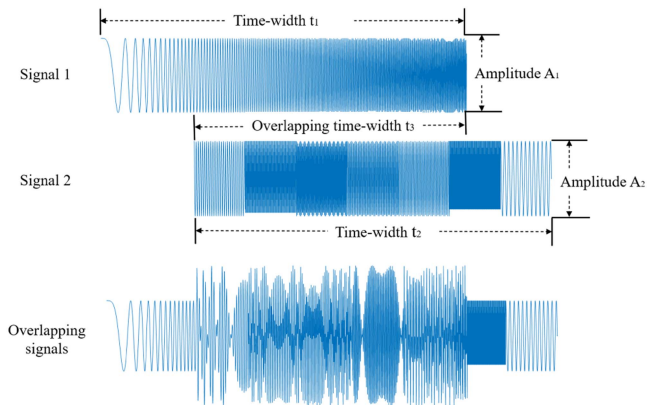 Time-width t₁
Signal 1
Amplitude A₁
Overlapping time-width t₃
Signal 2
Amplitude A₂
Time-width t₂
Overlapping
signals